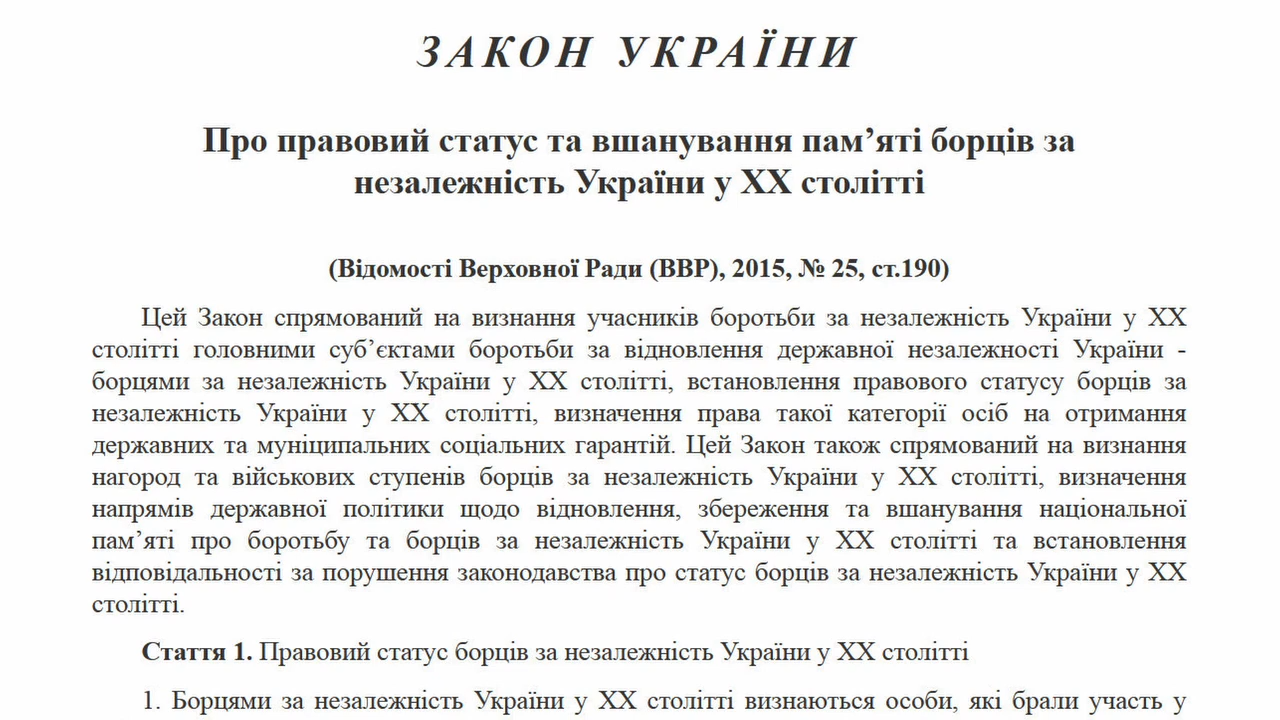 ЗАКОН УКРАЇНИ
Про правовий статус та вшанування пам’яті борців за
незалежність України у XX столітті
(Відомості Верховної Ради (ВВР), 2015, № 25, ст.190)
Цей Закон спрямований на визнання учасників боротьби за незалежність України у XX
столітті головними суб’єктами боротьби за відновлення державної незалежності України -
борцями за незалежність України у XX столітті, встановлення правового статусу борців за
незалежність України у XX столітті, визначення права такої категорії осіб на отримання
державних та муніципальних соціальних гарантій. Цей Закон також спрямований на визнання
нагород та військових ступенів борців за незалежність України у XX столітті, визначення
напрямів державної політики щодо відновлення, збереження та вшанування національної
пам’яті про боротьбу та борців за незалежність України у XX столітті та встановлення
відповідальності за порушення законодавства про статус борців за незалежність України у XX
столітті.
Стаття 1. Правовий статус борців за незалежність України у XX столітті
1. Борцями за незалежність України у XX столітті визнаються особи, які брали участь у